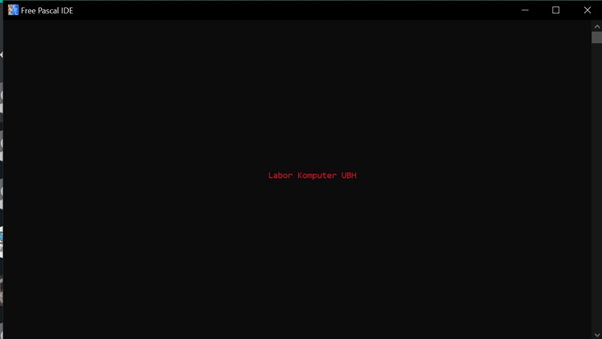 Free Pascal IDE
Labor Komputer UBH